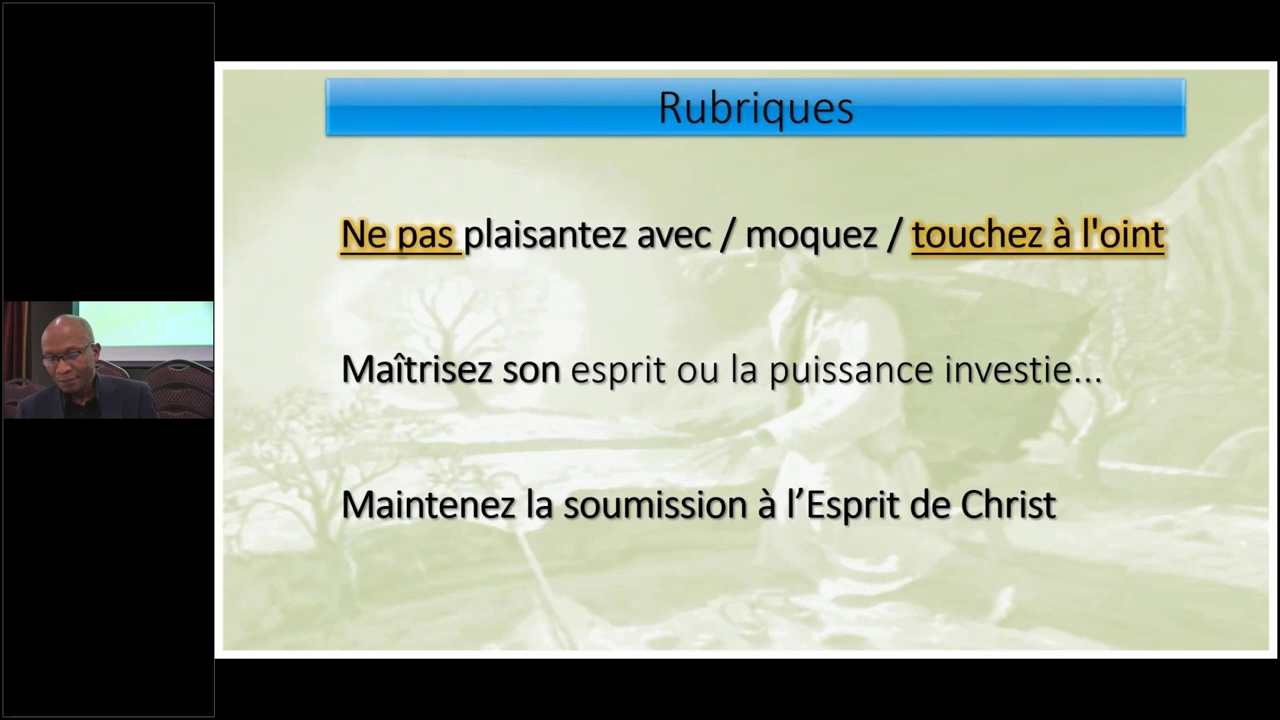 Rubriques
Ne pas plaisantez avec / moquez / touchez à l'oint
Maîtrisez son esprit ou la puissance investie...
Maintenez la soumission à l’Esprit de Christ